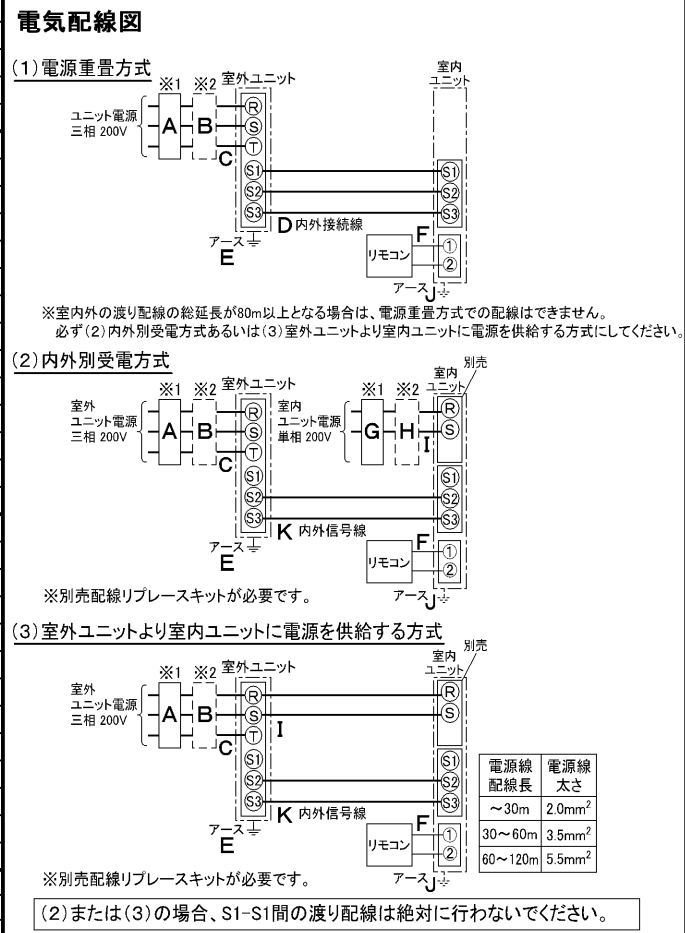 電気配線図
(1)電源重畳方式
※1 ※2 室外ユニット
室内
ユニット
ユニット電源
三相 200V
A B
C
R
S
T
S1
S2
S3
S1
S2
S3
D 内外接続線
アース
E
リモコン
F
①
②
アース J
※室内外の渡り配線の総延長が80m以上となる場合は、電源重畳方式での配線はできません。
必ず(2)内外別受電方式あるいは(3)室外ユニットより室内ユニットに電源を供給する方式にしてください。
(2)内外別受電方式
※1 ※2 室外ユニット
※1 ※2
室内
ユニット
別売
室外
ユニット電源
三相 200V
A B
C
R
S
T
S1
S2
S3
室内
ユニット電源
単相 200V
G H
I
R
S
S1
S2
S3
K 内外信号線
アース
E
リモコン
F
①
②
アース J
※別売配線リプレースキットが必要です。
(3)室外ユニットより室内ユニットに電源を供給する方式
※1 ※2 室外ユニット
室内
ユニット
別売
室外
ユニット電源
三相 200V
A B
C
R
S
T
S1
S2
S3
I
R
S
S1
S2
S3
K 内外信号線
アース
E
リモコン
F
①
②
アース J
電源線配線長 電源線太さ
～30m 2.0mm²
30～60m 3.5mm²
60～120m 5.5mm²
※別売配線リプレースキットが必要です。
(2)または(3)の場合、S1-S1間の渡り配線は絶対に行わないでください。